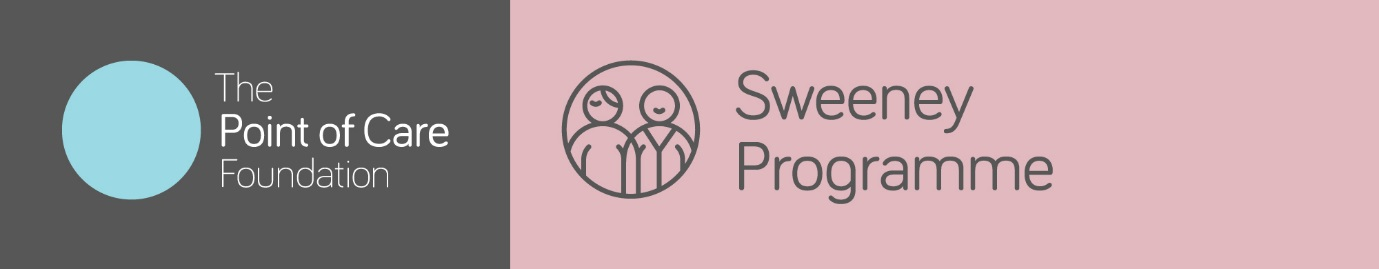 The
Point of Care
Foundation
Sweeney
Programme